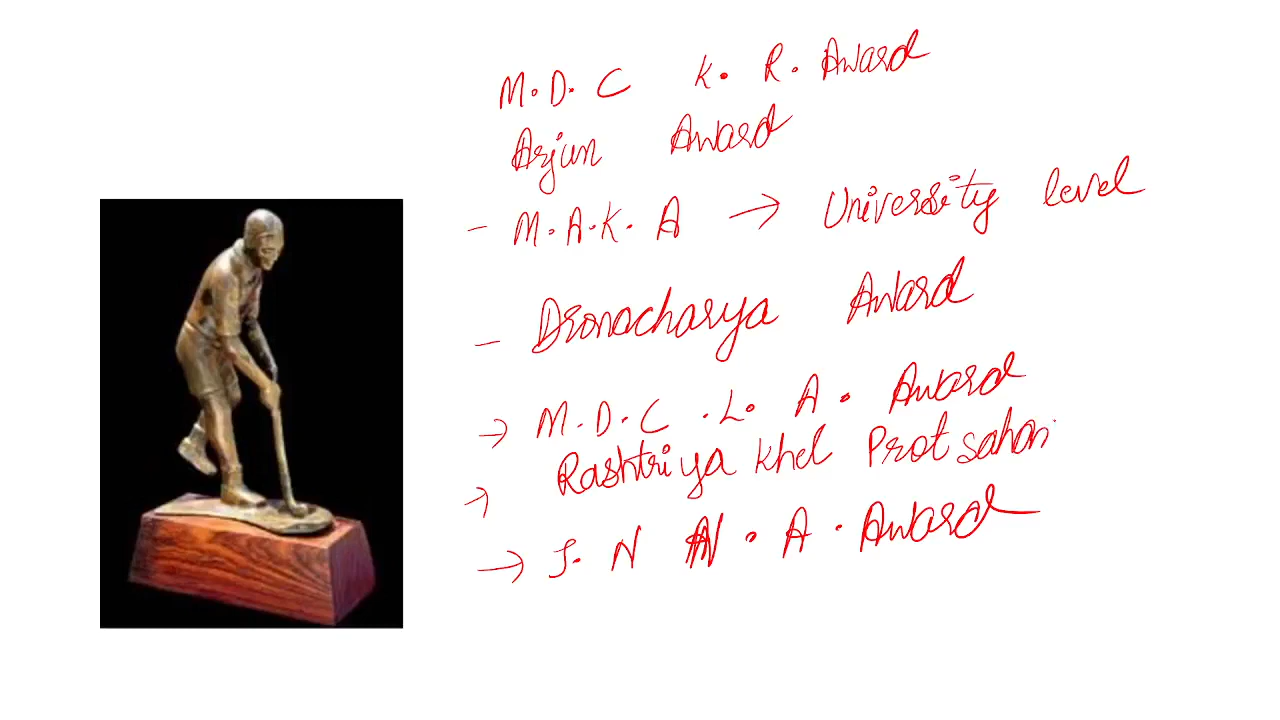 M.D.C K.R. Award
Arjun Award
- M.A.K.A → University level
- Dronacharya Award
→ M.D.C.L.A. Award
→ Rashtriya Khel Protsahan
→ N . A . Award